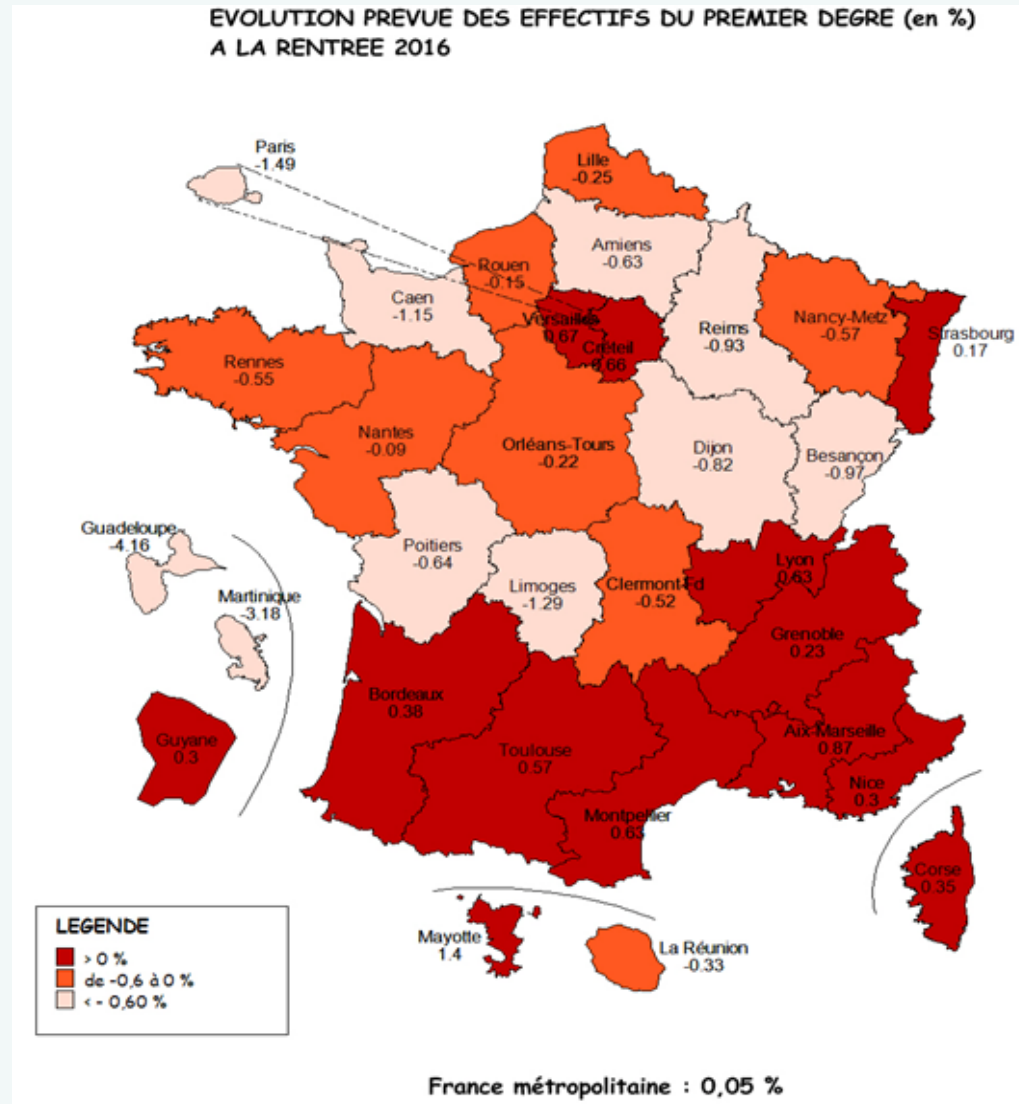 EVOLUTION PREVUE DES EFFECTIFS DU PREMIER DEGRE (en %)
A LA RENTREE 2016
Paris
-1.49
Lille
-0.25
Amiens
-0.63
Rouen
-0.15
Caen
-1.15
Versailles
0.67
Créteil
0.66
Reims
-0.93
Nancy-Metz
-0.57
Strasbourg
0.17
Rennes
-0.55
Nantes
-0.09
Orléans-Tours
-0.22
Dijon
-0.82
Besançon
-0.97
Guadeloupe
-4.16
Poitiers
-0.64
Limoges
-1.29
Clermont-Fd
-0.52
Lyon
0.63
Martinique
-3.18
Grenoble
0.23
Bordeaux
0.38
Guyane
0.3
Toulouse
0.57
Aix-Marseille
0.87
Nice
0.3
Montpellier
0.63
Corse
0.35
Mayotte
1.4
La Réunion
-0.33
LEGENDE
> 0 %
de -0,6 à 0 %
< - 0,60 %
France métropolitaine : 0,05 %